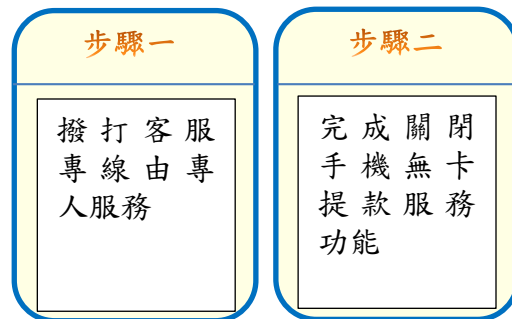 步驟一
撥打客服
專線由專
人服務
步驟二
完成關閉
手機無卡
提款服務
功能